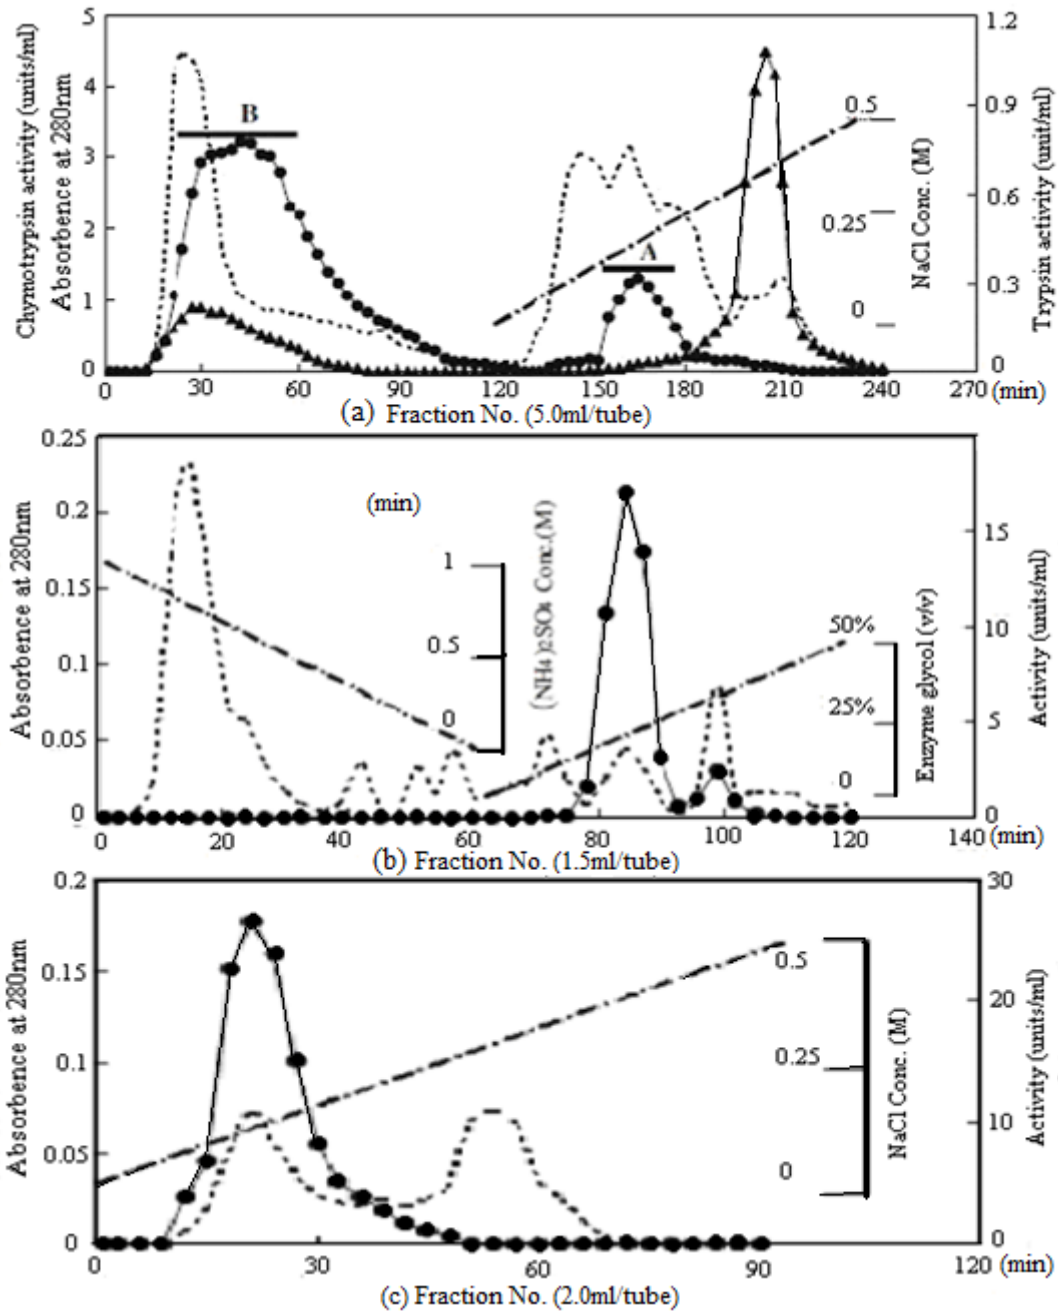 Chymotrypsin activity (units/ml)
Absorbence at 280nm
5
4
3
2
1
0
B
A
0.5
0.25
0
NaCl Conc. (M)
1.2
0.9
0.6
0.3
0
Trypsin activity (unit/ml)
0 30 60 90 120 150 180 210 240 270 (min)
(a) Fraction No. (5.0ml/tube)
Absorbence at 280nm
0.25
0.2
0.15
0.1
0.05
0
(min)
1
0.5
0
(NH4)2SO4 Conc.(M)
50%
25%
0
Enzyme glycol (v/v)
15
10
5
0
Activity (units/ml)
0 20 40 60 80 100 120 140 (min)
(b) Fraction No. (1.5ml/tube)
Absorbence at 280nm
0.2
0.15
0.1
0.05
0
0.5
0.25
0
NaCl Conc. (M)
30
20
10
0
Activity (units/ml)
0 30 60 90 120 (min)
(c) Fraction No. (2.0ml/tube)